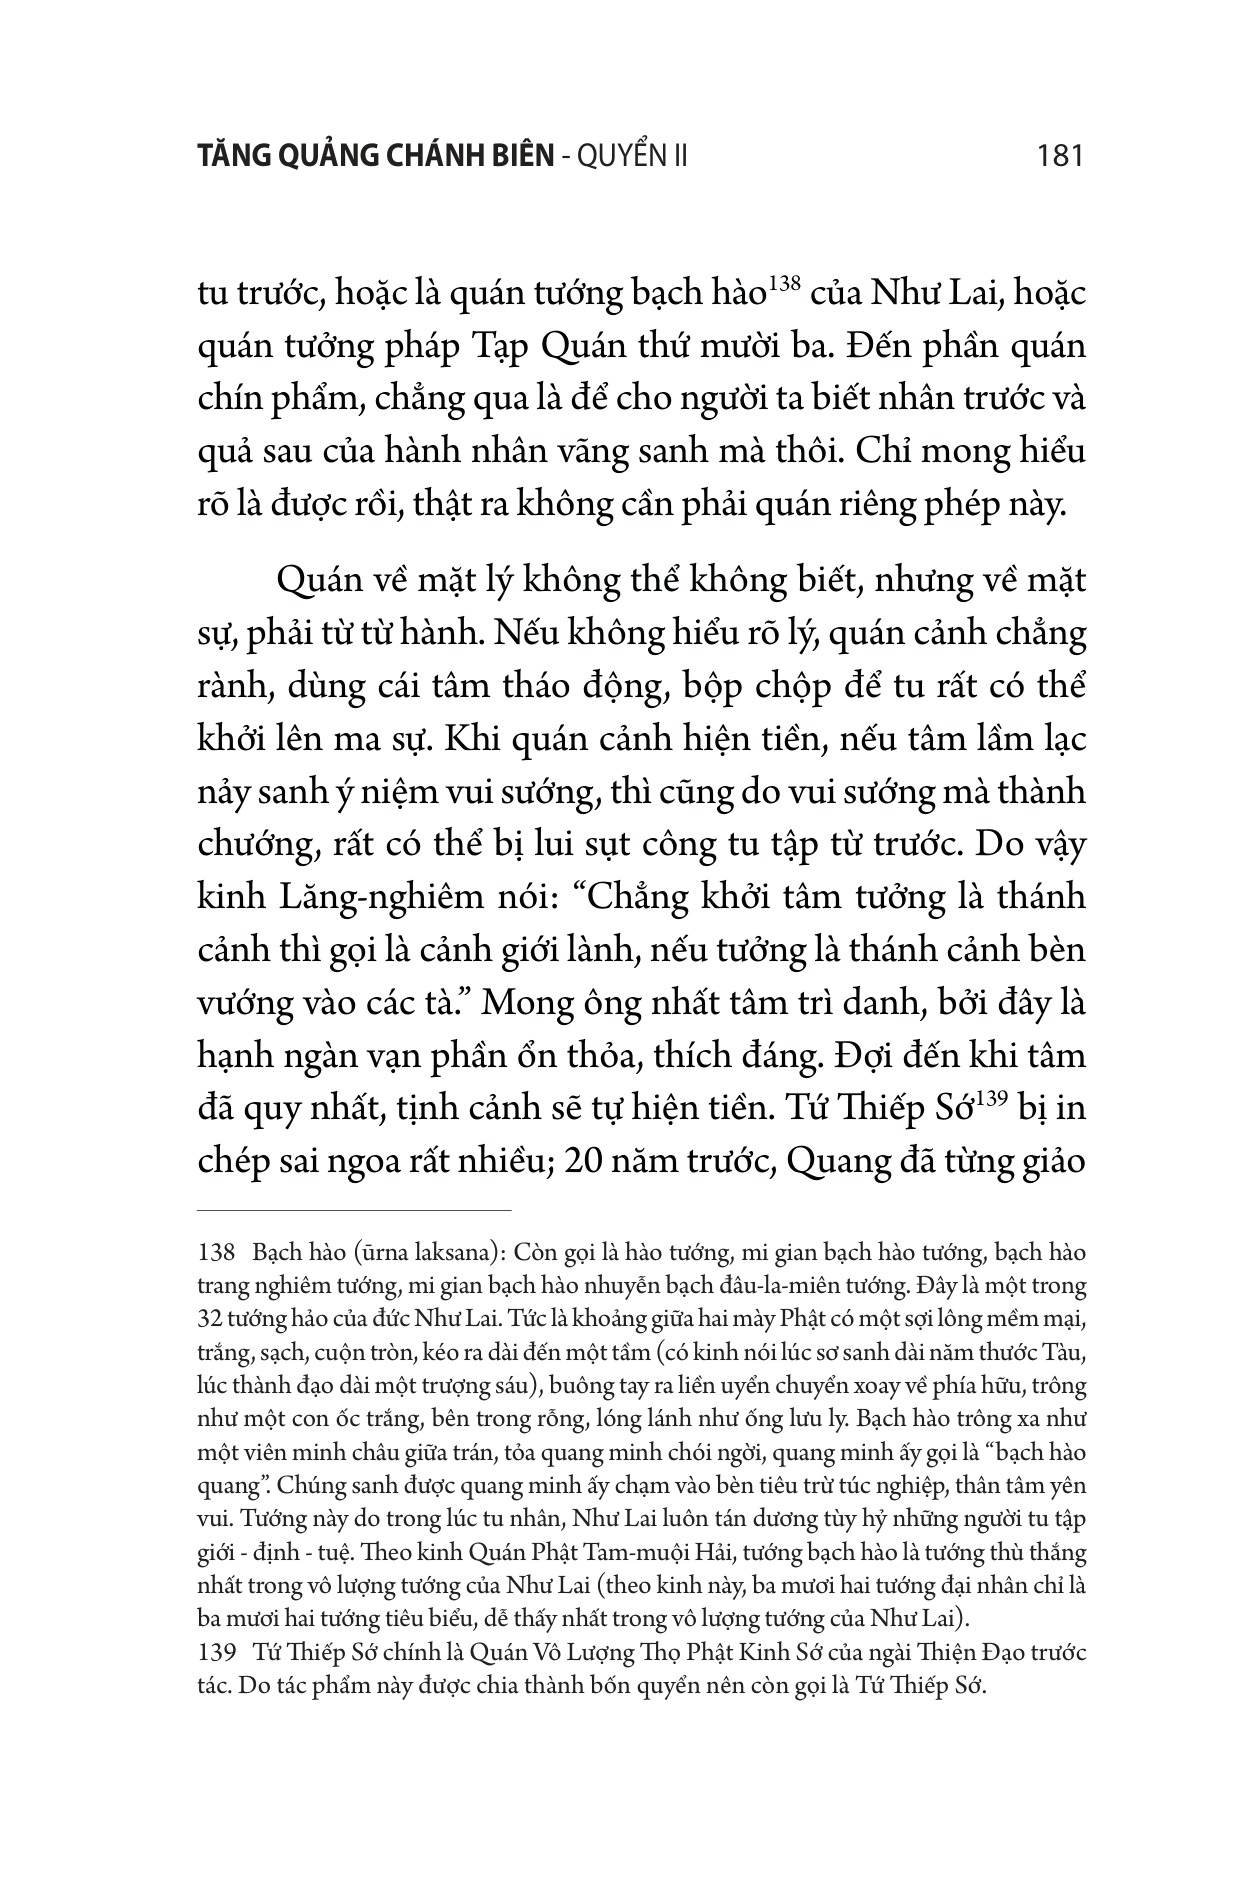 TĂNG QUẢNG CHÁNH BIÊN - QUYỂN II 181
tu trước, hoặc là quán tướng bạch hào138 của Như Lai, hoặc
quán tưởng pháp Tạp Quán thứ mười ba. Đến phần quán
chín phẩm, chẳng qua là để cho người ta biết nhân trước và
quả sau của hành nhân vãng sanh mà thôi. Chỉ mong hiểu
rõ là được rồi, thật ra không cần phải quán riêng phép này.
Quán về mặt lý không thể không biết, nhưng về mặt
sự, phải từ từ hành. Nếu không hiểu rõ lý, quán cảnh chẳng
rành, dùng cái tâm tháo động, bộp chộp để tu rất có thể
khởi lên ma sự. Khi quán cảnh hiện tiền, nếu tâm lầm lạc
nảy sanh ý niệm vui sướng, thì cũng do vui sướng mà thành
chướng, rất có thể bị lui sụt công tu tập từ trước. Do vậy
kinh Lăng-nghiêm nói: “Chẳng khởi tâm tưởng là thánh
cảnh thì gọi là cảnh giới lành, nếu tưởng là thánh cảnh bèn
vướng vào các tà.” Mong ông nhất tâm trì danh, bởi đây là
hạnh ngàn vạn phần ổn thỏa, thích đáng. Đợi đến khi tâm
đã quy nhất, tịnh cảnh sẽ tự hiện tiền. Tứ Thiếp Sớ139 bị in
chép sai ngoa rất nhiều; 20 năm trước, Quang đã từng giảo
138 Bạch hào (ūrna laksana): Còn gọi là hào tướng, mi gian bạch hào tướng, bạch hào
trang nghiêm tướng, mi gian bạch hào nhuyễn bạch đâu-la-miên tướng. Đây là một trong
32 tướng hảo của đức Như Lai. Tức là khoảng giữa hai mày Phật có một sợi lông mềm mại,
trắng, sạch, cuộn tròn, kéo ra dài đến một tầm (có kinh nói lúc sơ sanh dài năm thước Tàu,
lúc thành đạo dài một trượng sáu), buông tay ra liền uyển chuyển xoay về phía hữu, trông
như một con ốc trắng, bên trong rỗng, lóng lánh như ống lưu ly. Bạch hào trông xa như
một viên minh châu giữa trán, tỏa quang minh chói ngời, quang minh ấy gọi là “bạch hào
quang”. Chúng sanh được quang minh ấy chạm vào bèn tiêu trừ túc nghiệp, thân tâm yên
vui. Tướng này do trong lúc tu nhân, Như Lai luôn tán dương tùy hỷ những người tu tập
giới - định - tuệ. Theo kinh Quán Phật Tam-muội Hải, tướng bạch hào là tướng thù thắng
nhất trong vô lượng tướng của Như Lai (theo kinh này, ba mươi hai tướng đại nhân chỉ là
ba mươi hai tướng tiêu biểu, dễ thấy nhất trong vô lượng tướng của Như Lai).
139 Tứ Thiếp Sớ chính là Quán Vô Lượng Thọ Phật Kinh Sớ của ngài Thiện Đạo trước
tác. Do tác phẩm này được chia thành bốn quyển nên còn gọi là Tứ Thiếp Sớ.